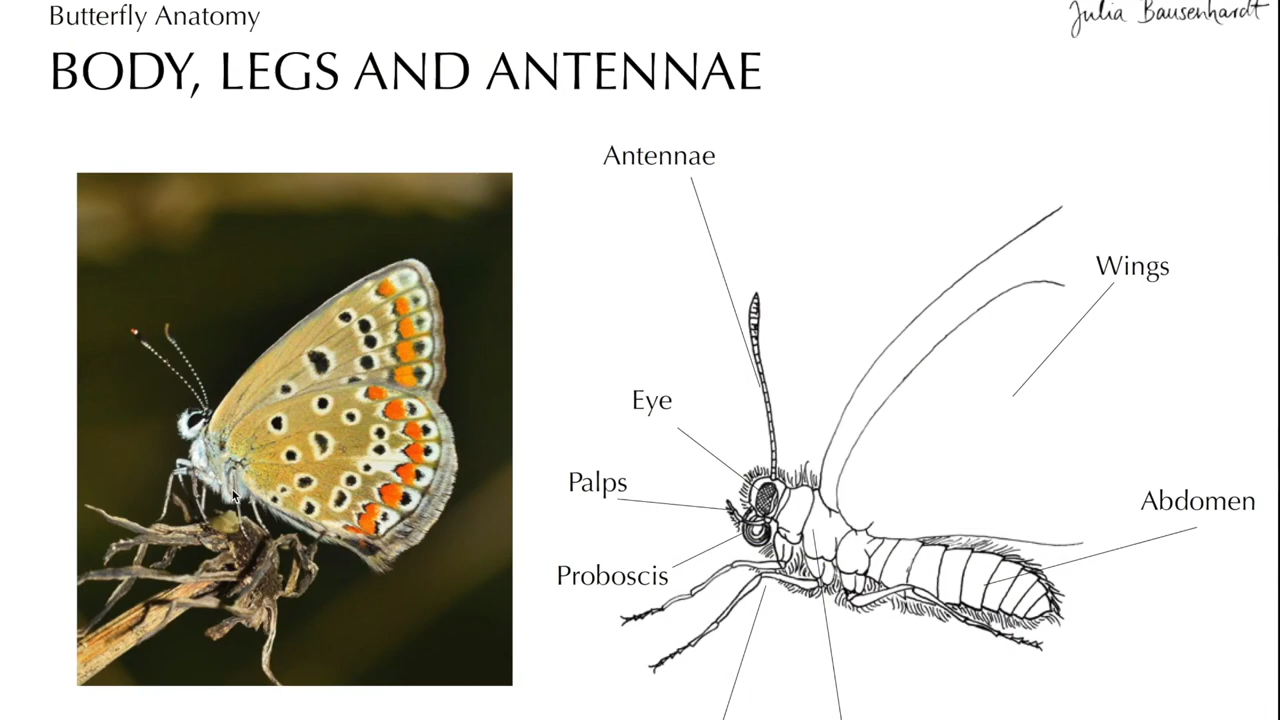 Butterfly Anatomy
Julia Bausenhardt
BODY, LEGS AND ANTENNAE
Antennae
Wings
Eye
Palps
Abdomen
Proboscis